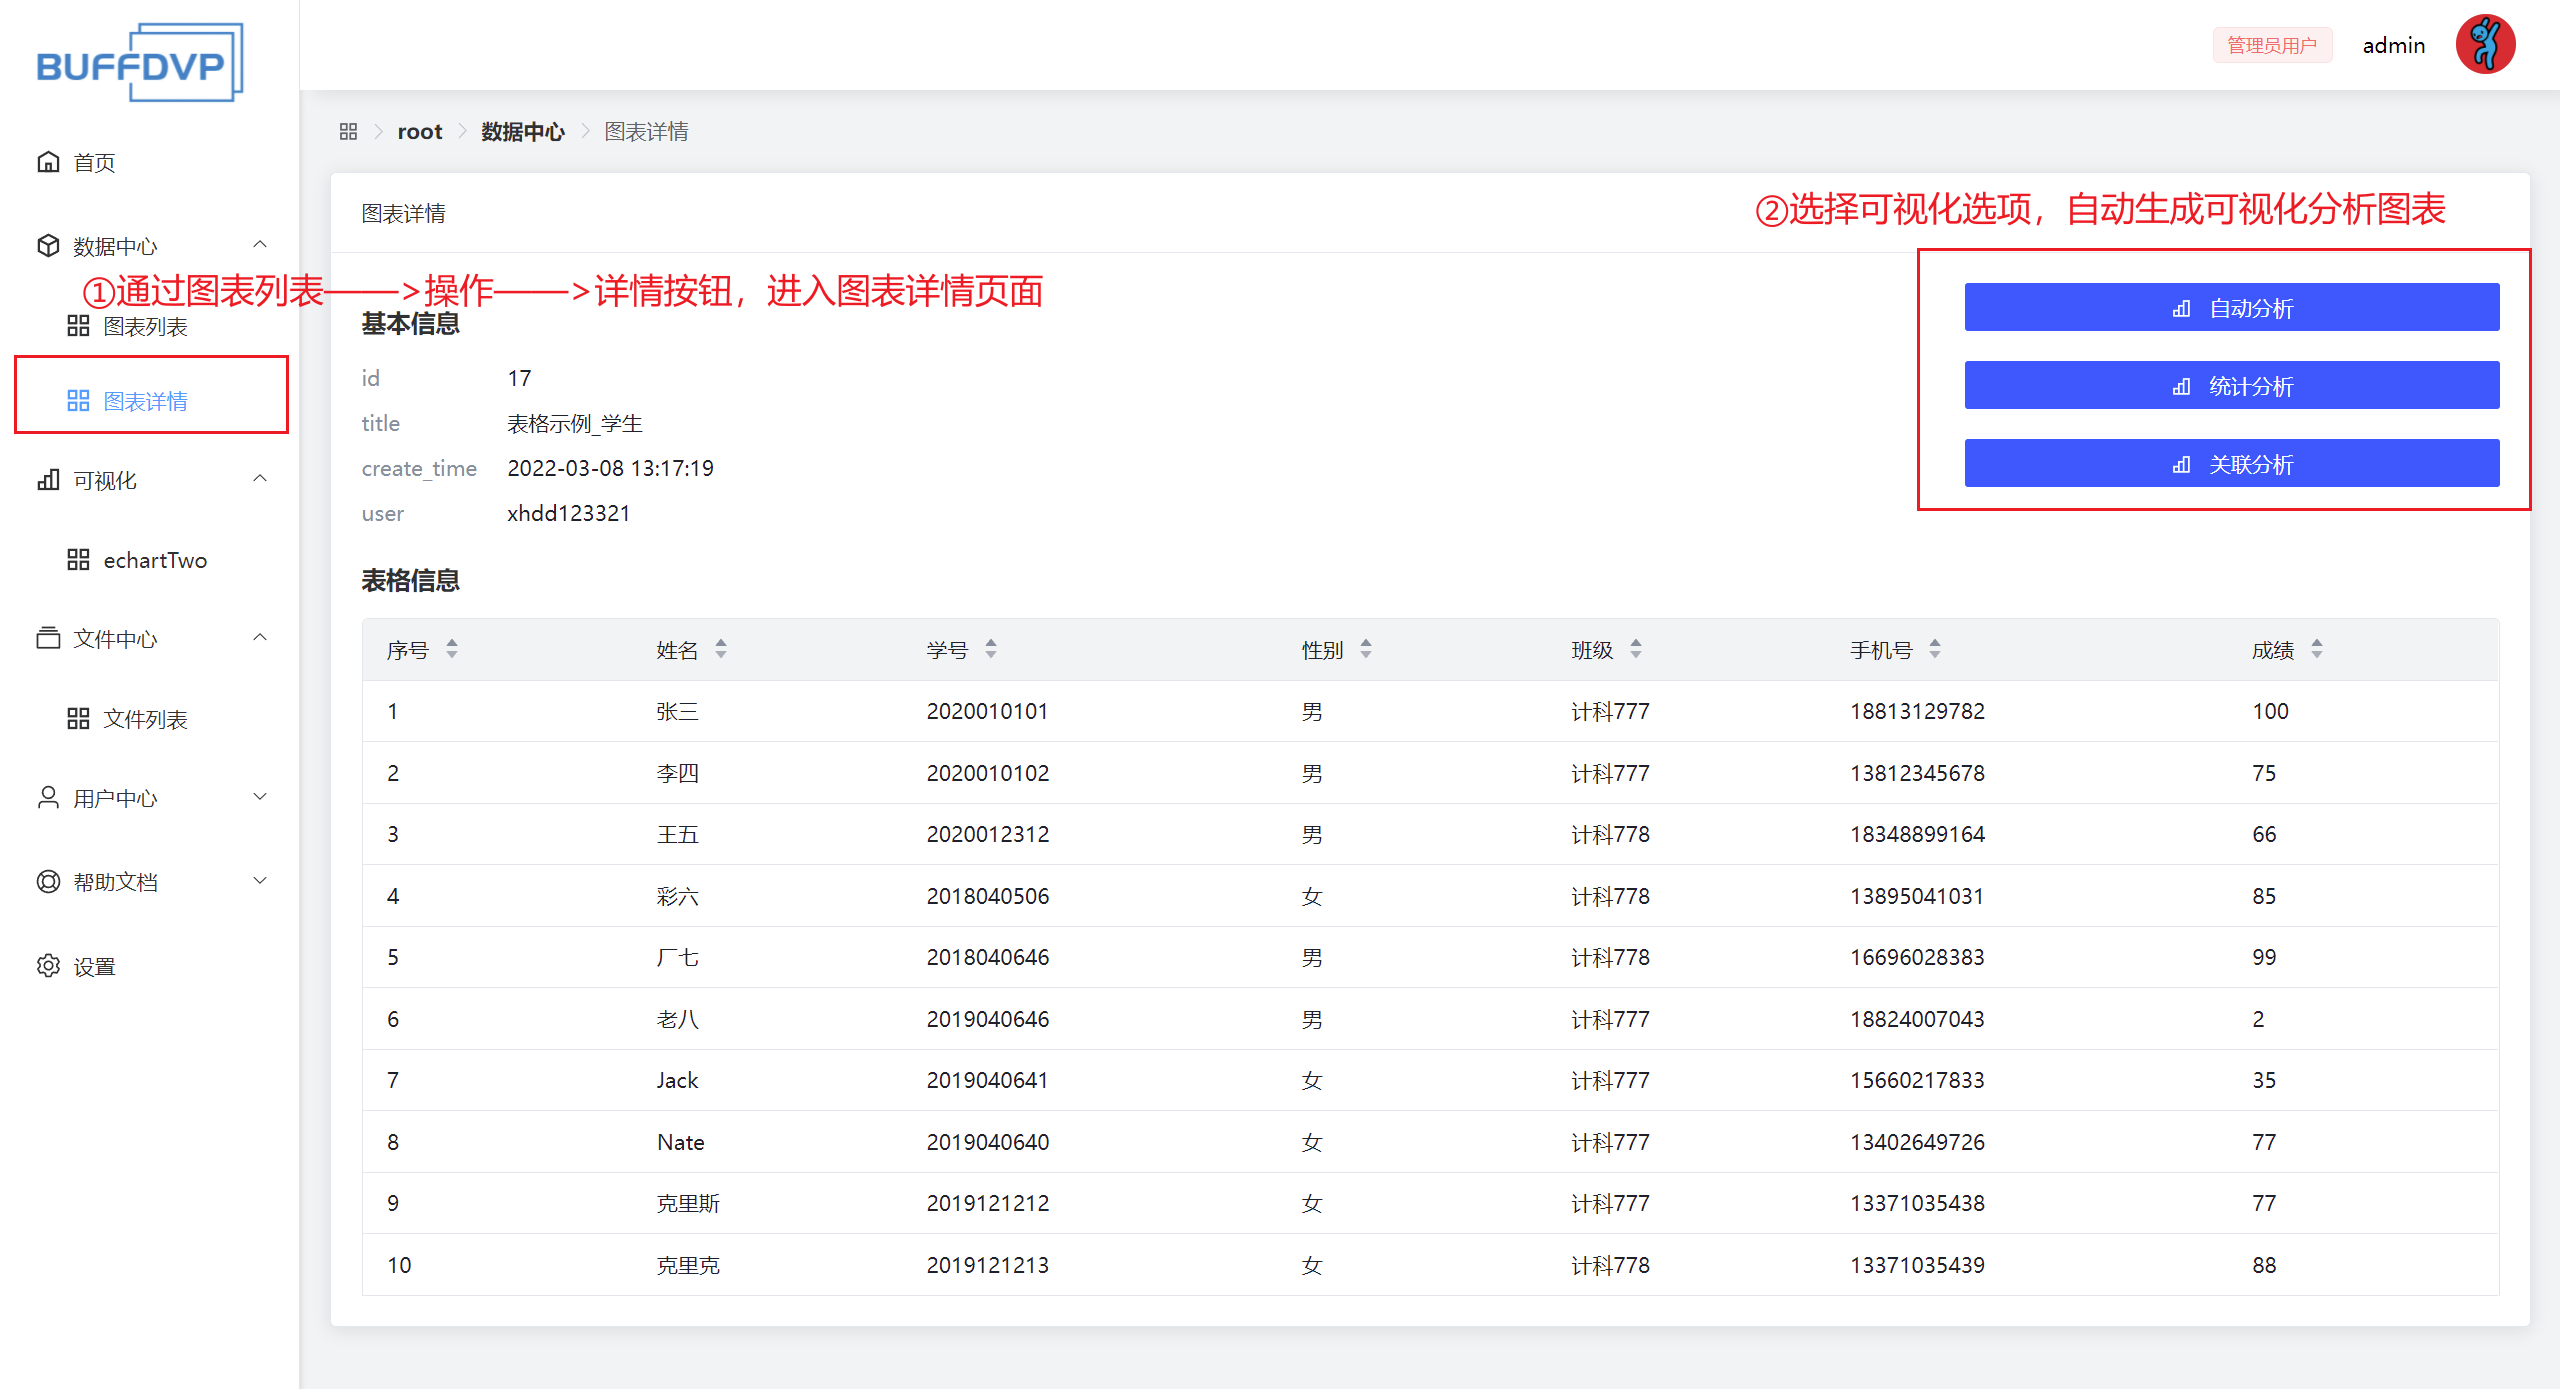 BUFFDVP
管理员用户 admin
首页
数据中心
图表列表
图表详情
可视化
echartTwo
文件中心
文件列表
用户中心
帮助文档
设置
root 数据中心 图表详情
图表详情
②选择可视化选项，自动生成可视化分析图表
①通过图表列表——>操作——>详情按钮，进入图表详情页面
基本信息
id 17
title 表格示例_学生
create_time 2022-03-08 13:17:19
user xhdd123321
自动分析
统计分析
关联分析
表格信息
序号 姓名 学号 性别 班级 手机号 成绩
1 张三 2020010101 男 计科777 18813129782 100
2 李四 2020010102 男 计科777 13812345678 75
3 王五 2020012312 男 计科778 18348899164 66
4 彩六 2018040506 女 计科778 13895041031 85
5 厂七 2018040646 男 计科778 16696028383 99
6 老八 2019040646 男 计科777 18824007043 2
7 Jack 2019040641 女 计科777 15660217833 35
8 Nate 2019040640 女 计科777 13402649726 77
9 克里斯 2019121212 女 计科777 13371035438 77
10 克里克 2019121213 女 计科778 13371035439 88